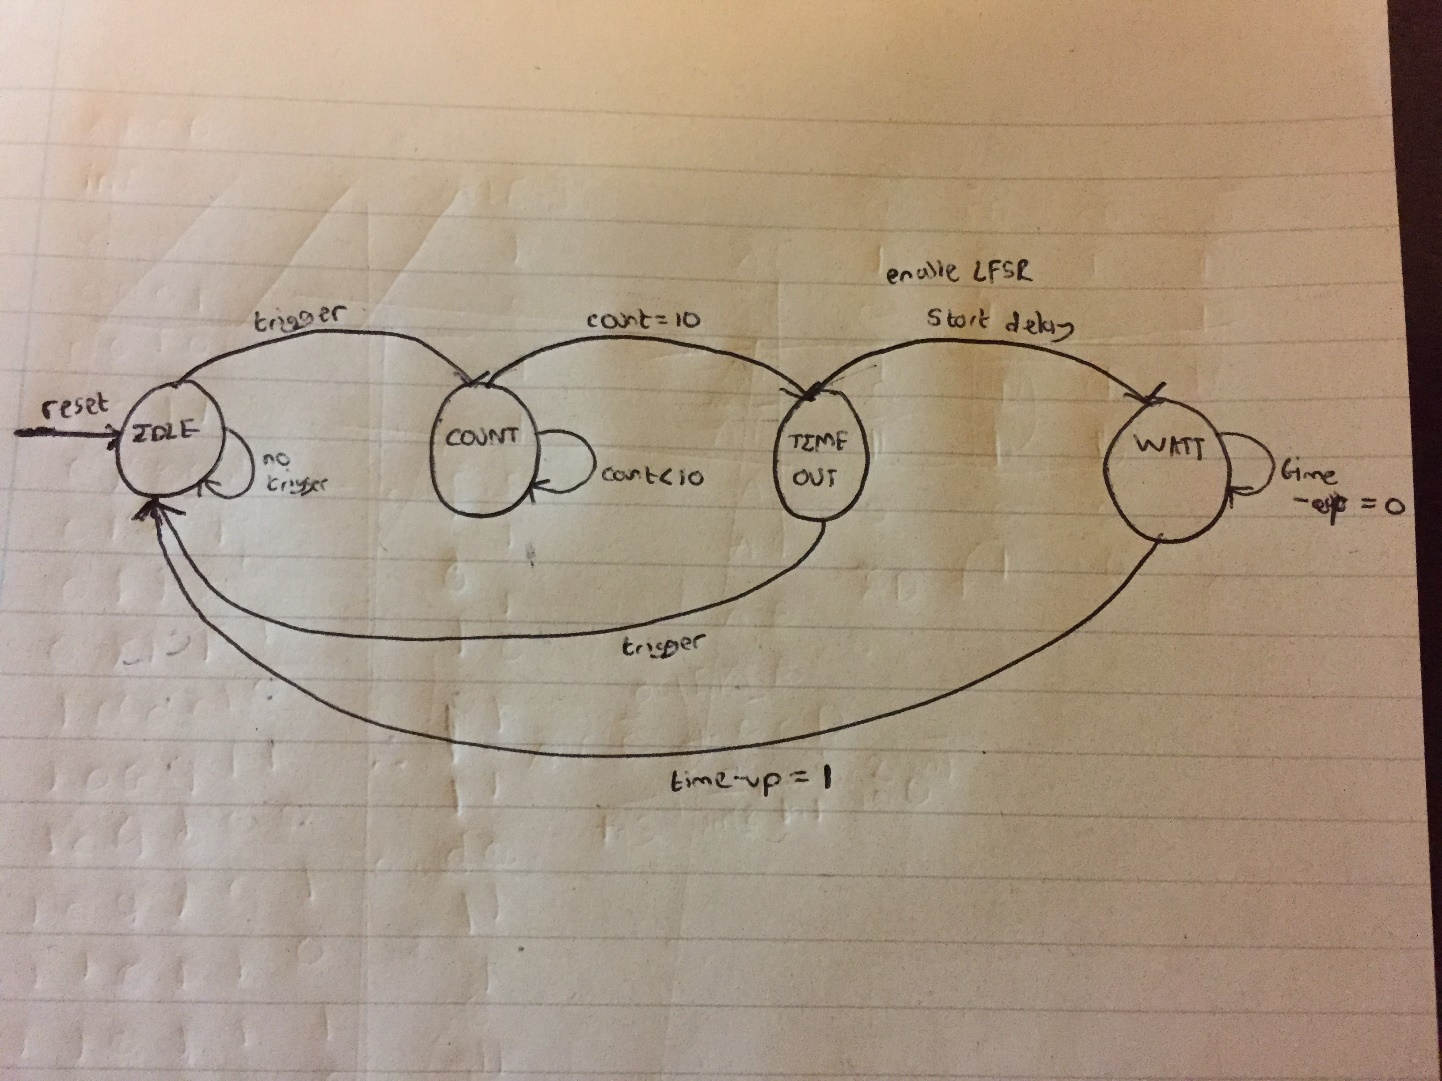 enable LFSR
trigger
count=10
Start delay
reset
IDLE
no
trigger
COUNT
count<10
TIME
OUT
WAIT
time
-up = 0
trigger
time-up = 1